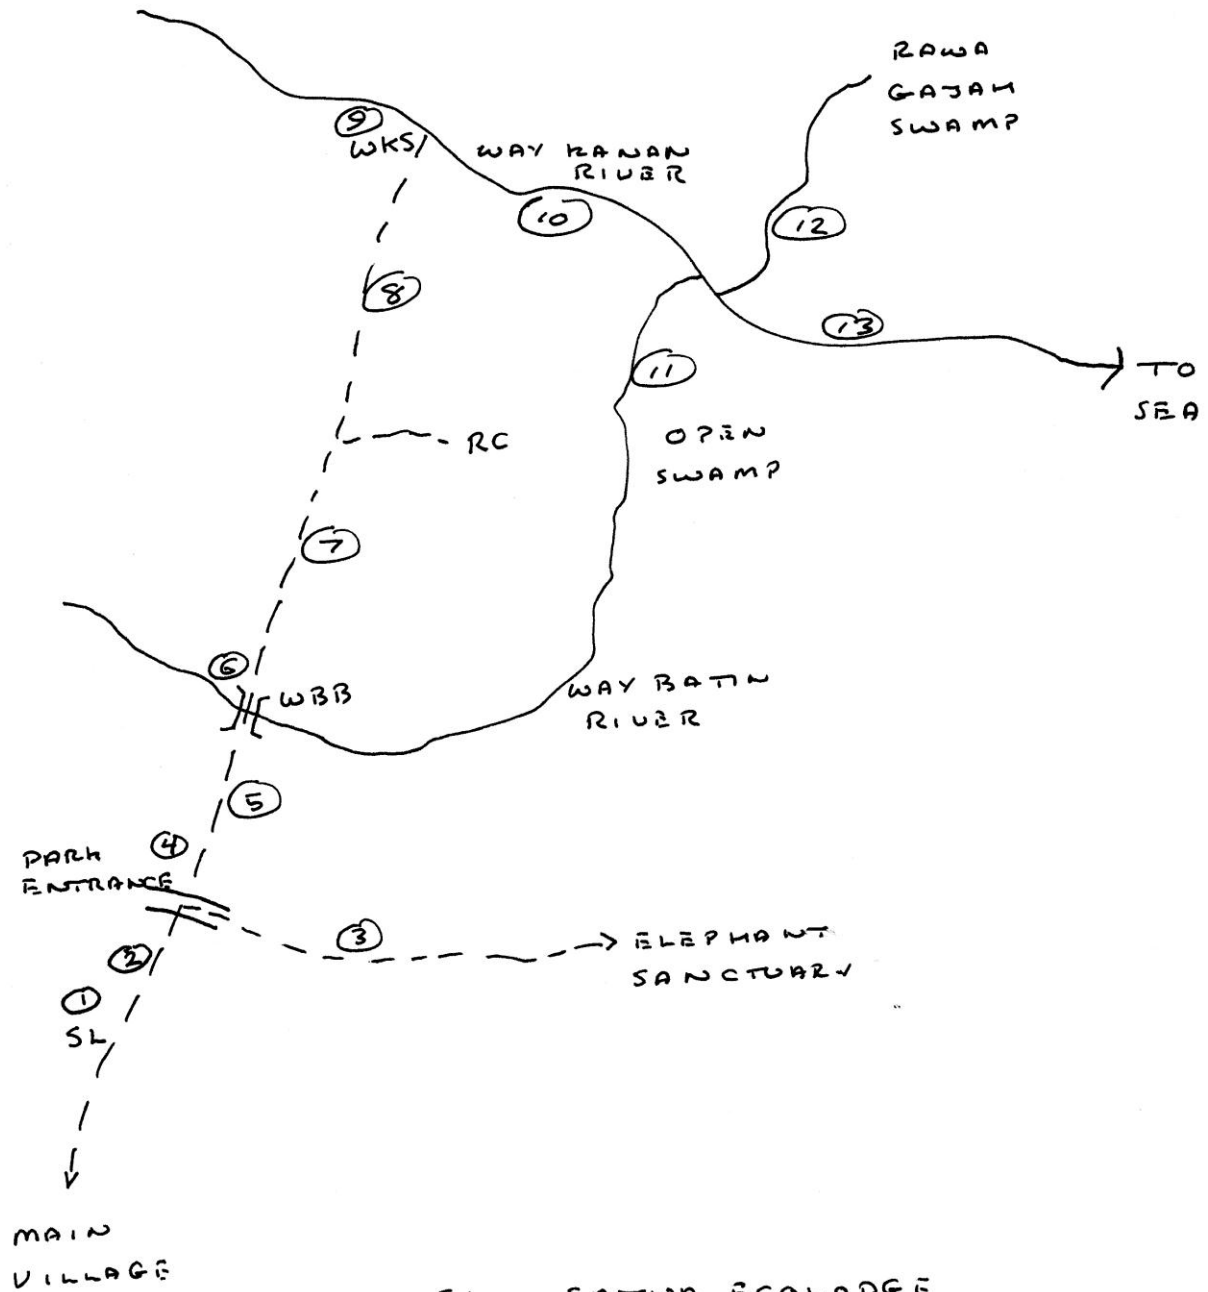 RAWA
GAJAH
SWAMP
9
WKS
WAY KANAN
RIVER
10
12
8
13
TO
SEA
11
RC
OPEN
SWAMP
7
6
WBB
WAY BATIN
RIVER
5
4
PARK
ENTRANCE
3
ELEPHANT
SANCTUARY
2
1
SL
MAIN
VILLAGE